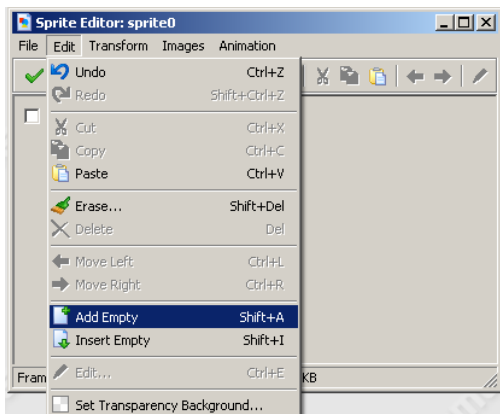 Sprite Editor: sprite0
File Edit Transform Images Animation
Undo Ctrl+Z
Redo Shift+Ctrl+Z
Cut Ctrl+X
Copy Ctrl+C
Paste Ctrl+V
Erase... Shift+Del
Delete Del
Move Left Ctrl+L
Move Right Ctrl+R
Add Empty Shift+A
Insert Empty Shift+I
Edit... Ctrl+E
Fram KB
Set Transparency Background...